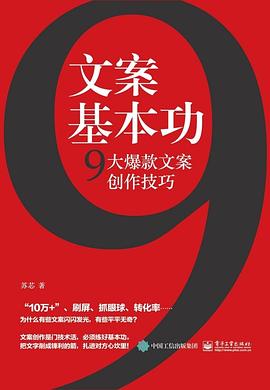 文案
基本功
9大爆款文案
创作技巧
苏芯 著
“10万+”、刷屏、抓眼球、转化率……
为什么有些文案闪闪发光，有些平平无奇？
文案创作是门技术活，必须练好基本功，
把文字削成锋利的箭，扎进对方心坎里！
中国工信出版集团
电子工业出版社